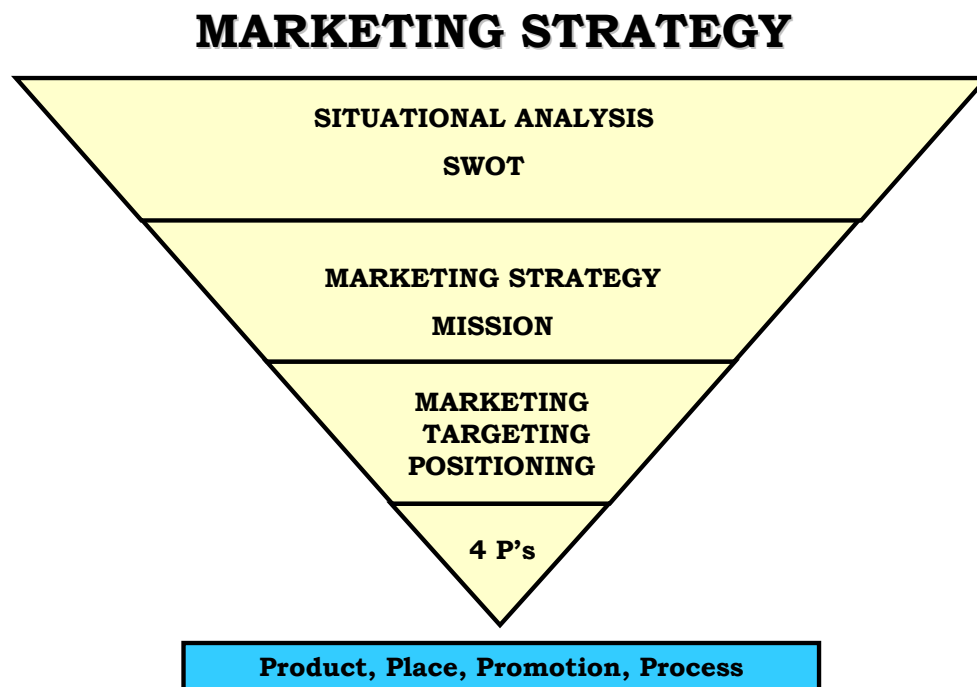 MARKETING STRATEGY
SITUATIONAL ANALYSIS
SWOT
MARKETING STRATEGY
MISSION
MARKETING
TARGETING
POSITIONING
4 P’s
Product, Place, Promotion, Process